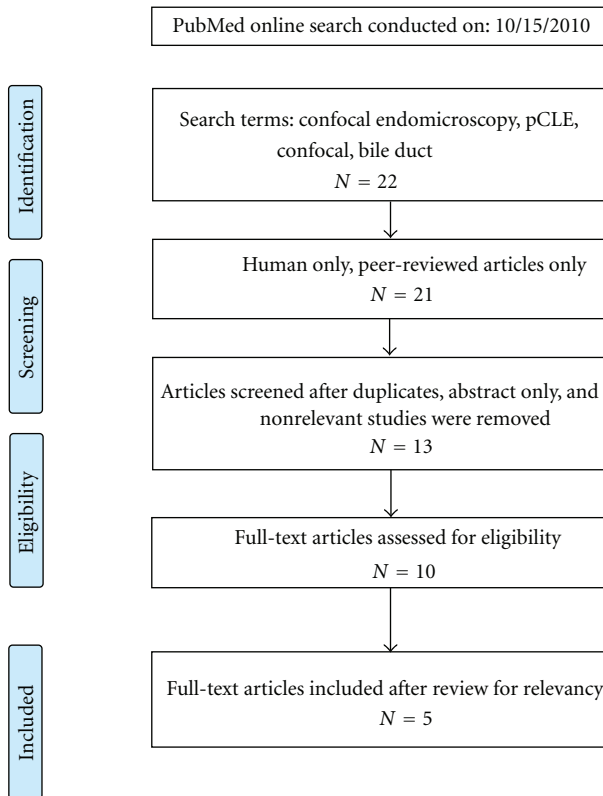 PubMed online search conducted on: 10/15/2010
Identification
Search terms: confocal endomicroscopy, pCLE,
confocal, bile duct
N = 22
Screening
Human only, peer-reviewed articles only
N = 21
Articles screened after duplicates, abstract only, and
nonrelevant studies were removed
N = 13
Eligibility
Full-text articles assessed for eligibility
N = 10
Included
Full-text articles included after review for relevancy
N = 5